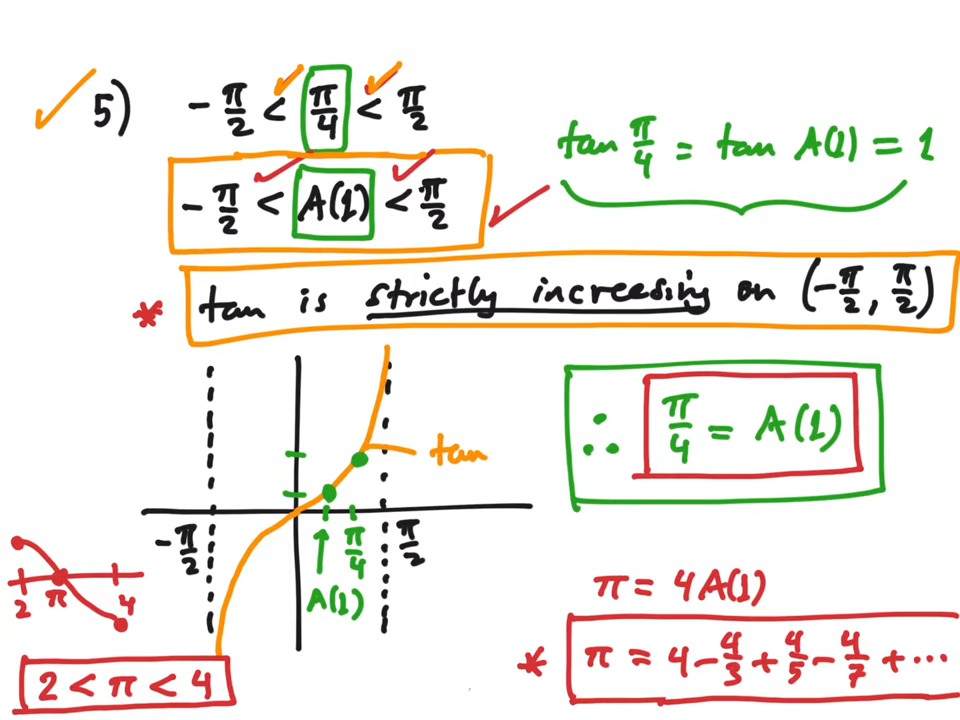 5) -π/2 < π/4 < π/2
-π/2 < A(1) < π/2
tan π/4 = tan A(1) = 1
* tan is strictly increasing on (-π/2, π/2)
∴ π/4 = A(1)
tan
-π/2 π/4 π/2
A(1)
2 π 4
2 < π < 4
π = 4A(1)
* π = 4 - 4/3 + 4/5 - 4/7 + ...